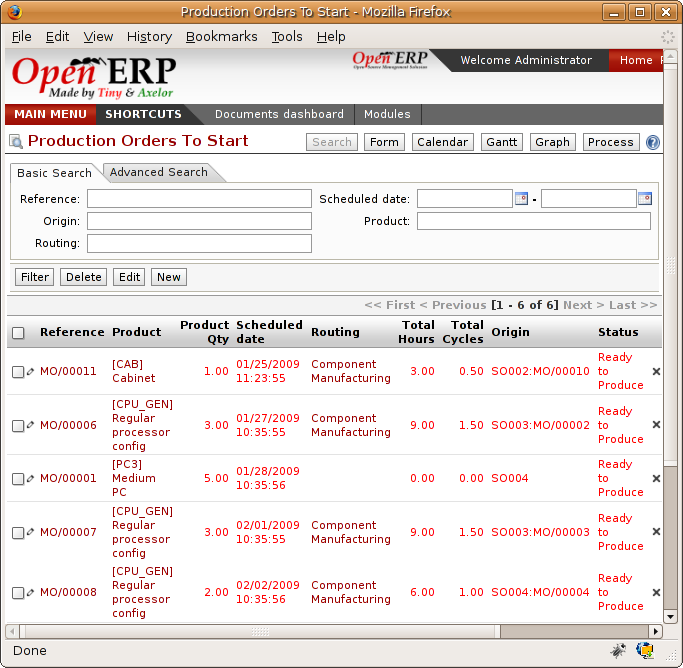 Production Orders To Start - Mozilla Firefox
File Edit View History Bookmarks Tools Help
Open ERP
Made by Tiny & Axelor
Open ERP
Open Source Management Solution
Welcome Administrator
Home
MAIN MENU SHORTCUTS Documents dashboard Modules
Production Orders To Start
Search Form Calendar Gantt Graph Process ?
Basic Search Advanced Search
Reference: Scheduled date: -
Origin: Product:
Routing:
Filter Delete Edit New
<< First < Previous [1 - 6 of 6] Next > Last >>
Reference Product Product Qty Scheduled date Routing Total Hours Total Cycles Origin Status
MO/00011 [CAB] Cabinet 1.00 01/25/2009 11:23:55 Component Manufacturing 3.00 0.50 SO002:MO/00010 Ready to Produce
MO/00006 [CPU_GEN] Regular processor config 3.00 01/27/2009 10:35:55 Component Manufacturing 9.00 1.50 SO003:MO/00002 Ready to Produce
MO/00001 [PC3] Medium PC 5.00 01/28/2009 10:35:56 0.00 0.00 SO004 Ready to Produce
MO/00007 [CPU_GEN] Regular processor config 3.00 02/01/2009 10:35:55 Component Manufacturing 9.00 1.50 SO003:MO/00003 Ready to Produce
MO/00008 [CPU_GEN] Regular processor config 2.00 02/02/2009 10:35:56 Component Manufacturing 6.00 1.00 SO004:MO/00004 Ready to Produce
Done